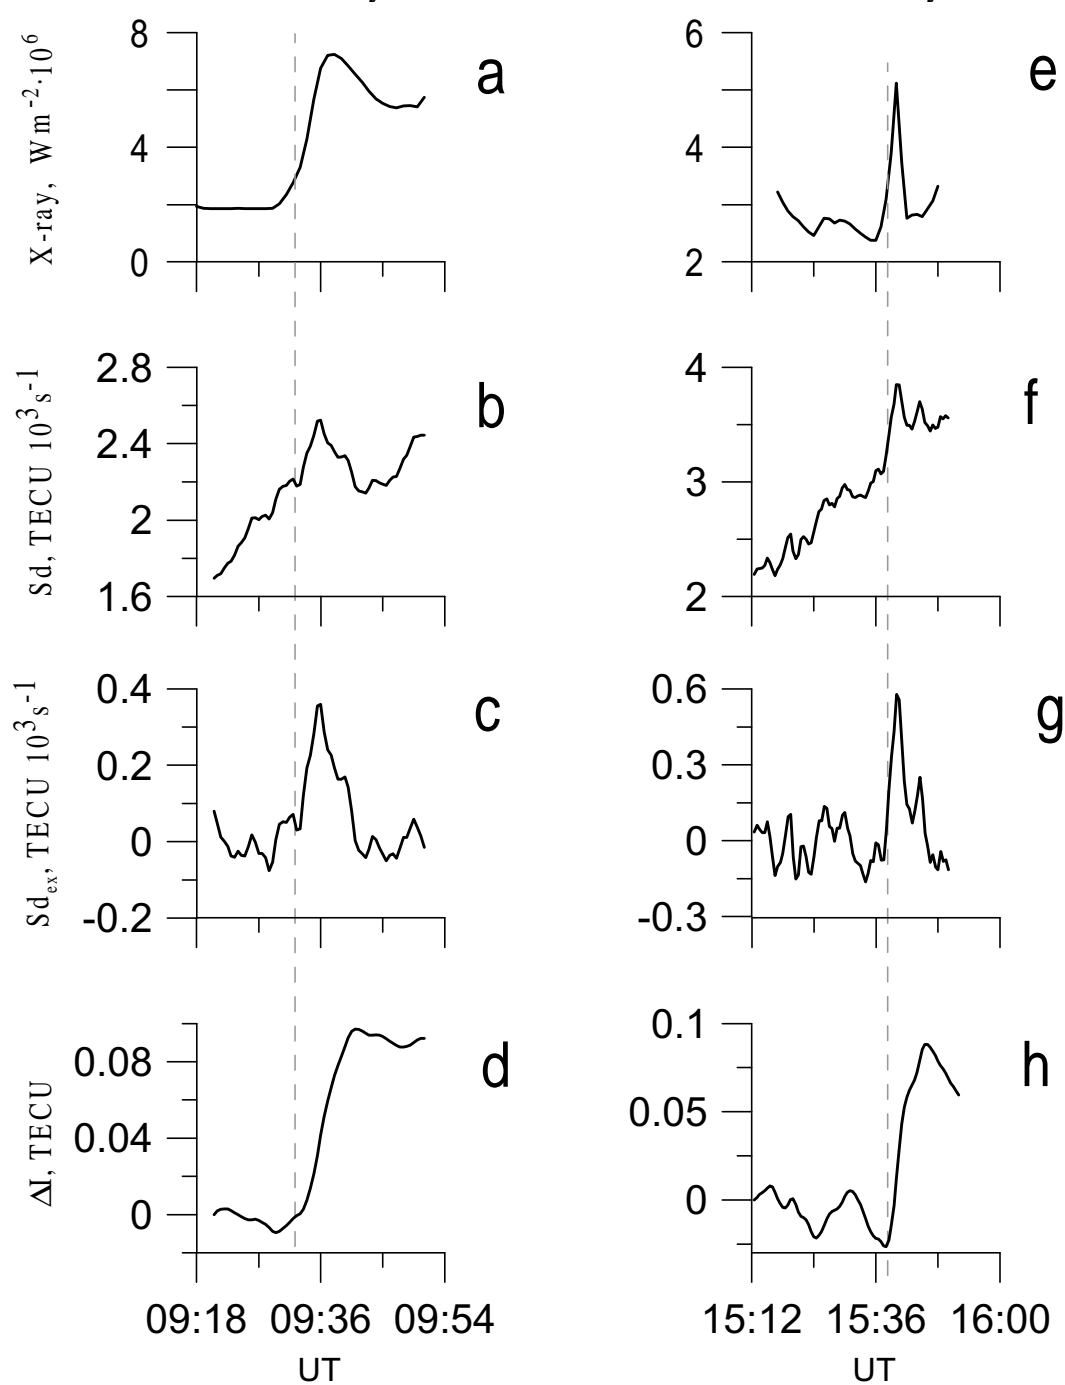 X-ray, Wm⁻²·10⁶
8
4
0
a
6
4
2
e
Sd, TECU 10³s⁻¹
2.8
2.4
2
1.6
b
4
3
2
f
Sd_ex, TECU 10³s⁻¹
0.4
0.2
0
-0.2
c
0.6
0.3
0
-0.3
g
ΔI, TECU
0.08
0.04
0
d
0.1
0.05
0
h
09:18 09:36 09:54
15:12 15:36 16:00
UT
UT